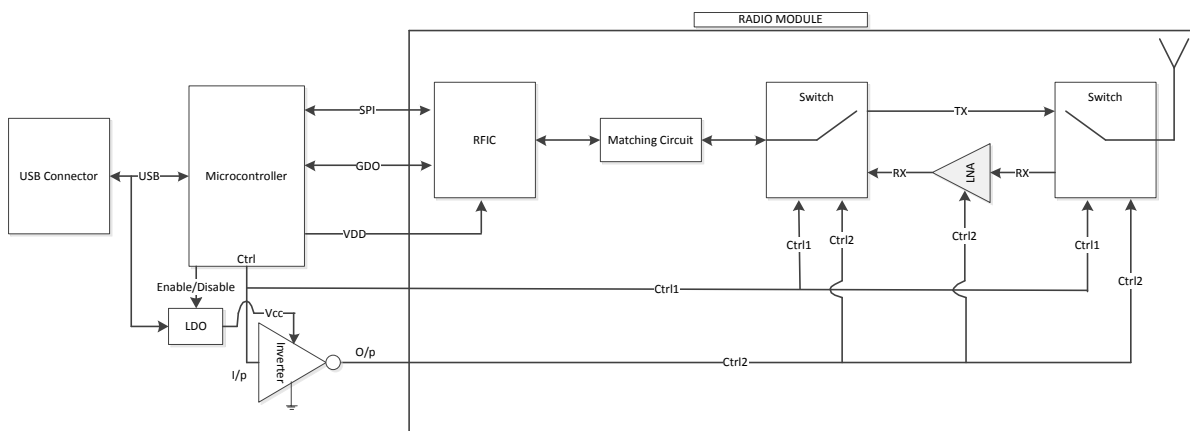 RADIO MODULE
USB Connector
USB
Microcontroller
Ctrl
SPI
GDO
VDD
RFIC
Matching Circuit
Switch
TX
RX
LNA
RX
Switch
Ctrl1
Ctrl2
Ctrl2
Ctrl1
Ctrl2
Enable/Disable
LDO
Vcc
Ctrl1
I/p
Inverter
O/p
Ctrl2